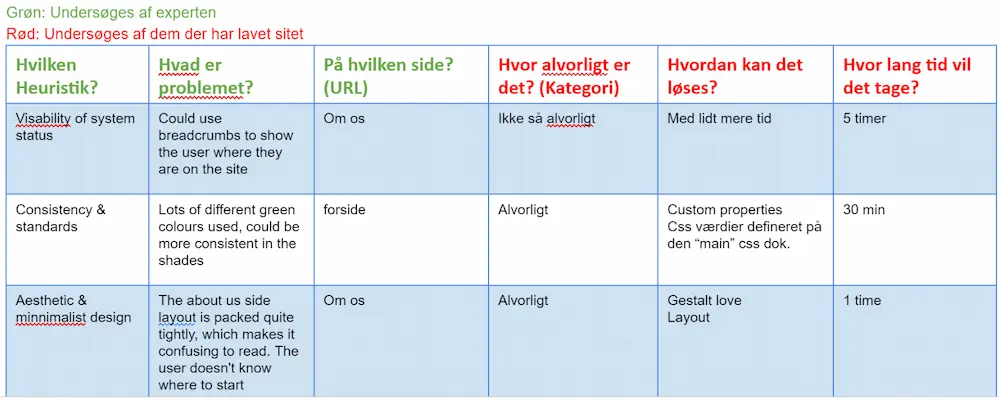 Grøn: Undersøges af experten
Rød: Undersøges af dem der har lavet sitet
Hvilken
Heuristik?
Hvad er
problemet?
På hvilken side?
(URL)
Hvor alvorligt er
det? (Kategori)
Hvordan kan det
løses?
Hvor lang tid vil
det tage?
Visability of system
status
Could use
breadcrumbs to show
the user where they
are on the site
Om os
Ikke så alvorligt
Med lidt mere tid
5 timer
Consistency &
standards
Lots of different green
colours used, could be
more consistent in the
shades
forside
Alvorligt
Custom properties
Css værdier defineret på
den “main” css dok.
30 min
Aesthetic &
minnimalist design
The about us side
layout is packed quite
tightly, which makes it
confusing to read. The
user doesn't know
where to start
Om os
Alvorligt
Gestalt love
Layout
1 time